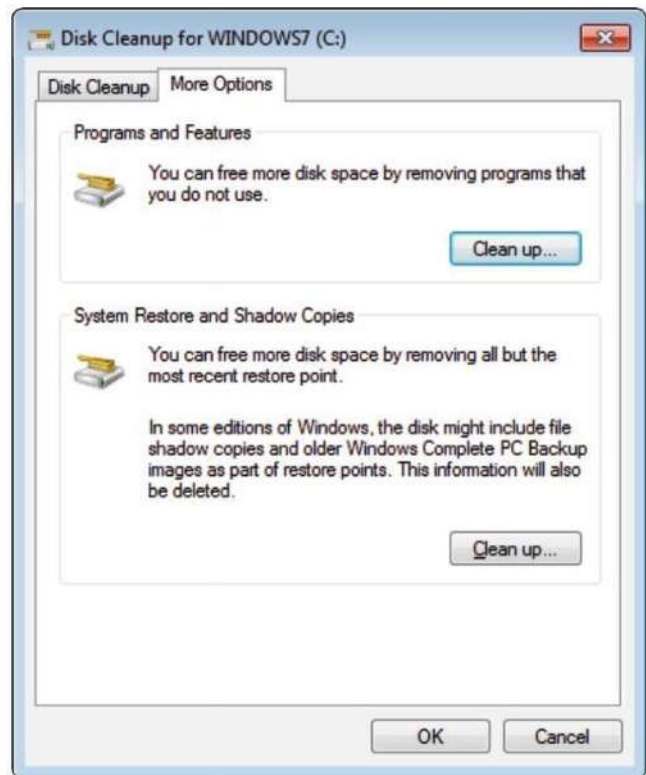 Disk Cleanup for WINDOWS7 (C:)
Disk Cleanup
More Options
Programs and Features
You can free more disk space by removing programs that
you do not use.
Clean up...
System Restore and Shadow Copies
You can free more disk space by removing all but the
most recent restore point.
In some editions of Windows, the disk might include file
shadow copies and older Windows Complete PC Backup
images as part of restore points. This information will also
be deleted.
Clean up...
OK
Cancel